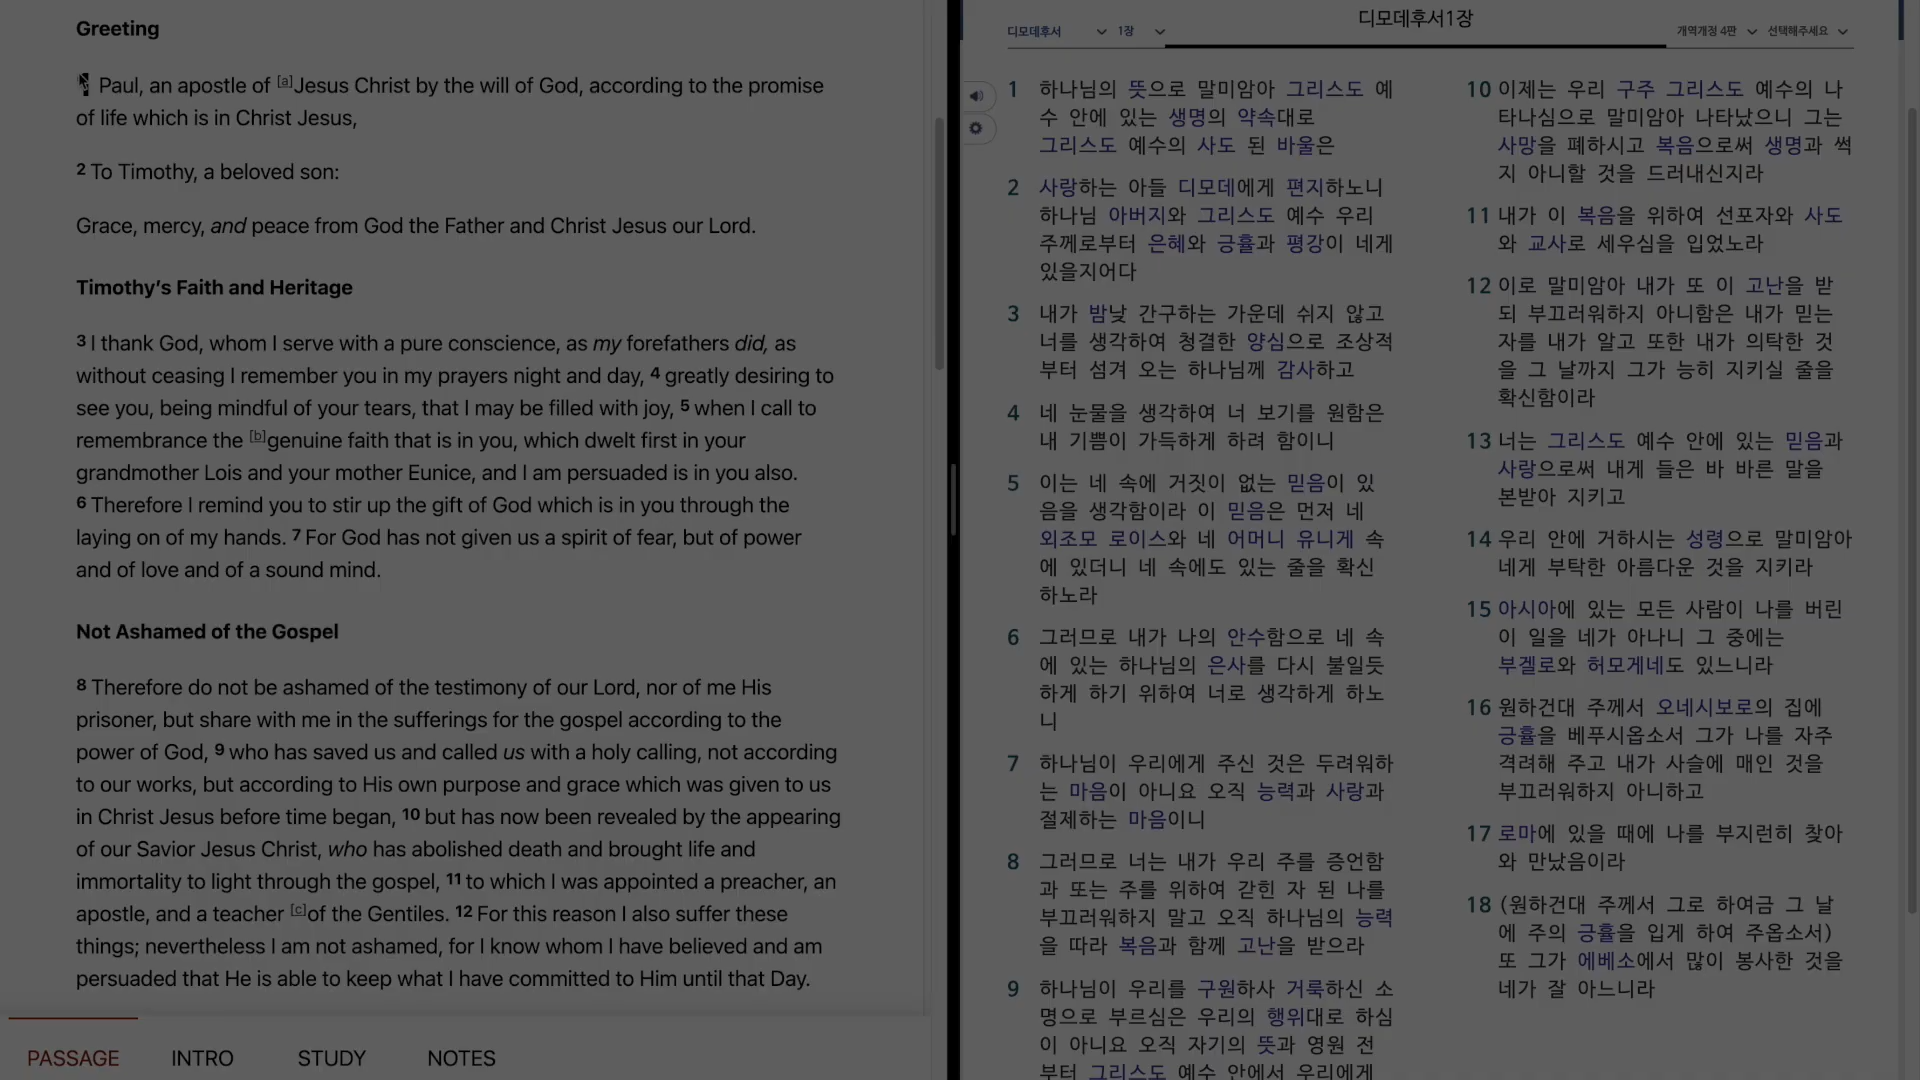 Greeting
Paul, an apostle of [a]Jesus Christ by the will of God, according to the promise
of life which is in Christ Jesus,
2 To Timothy, a beloved son:
Grace, mercy, and peace from God the Father and Christ Jesus our Lord.
Timothy's Faith and Heritage
3 I thank God, whom I serve with a pure conscience, as my forefathers did, as
without ceasing I remember you in my prayers night and day, 4 greatly desiring to
see you, being mindful of your tears, that I may be filled with joy, 5 when I call to
remembrance the [b]genuine faith that is in you, which dwelt first in your
grandmother Lois and your mother Eunice, and I am persuaded is in you also.
6 Therefore I remind you to stir up the gift of God which is in you through the
laying on of my hands. 7 For God has not given us a spirit of fear, but of power
and of love and of a sound mind.
Not Ashamed of the Gospel
8 Therefore do not be ashamed of the testimony of our Lord, nor of me His
prisoner, but share with me in the sufferings for the gospel according to the
power of God, 9 who has saved us and called us with a holy calling, not according
to our works, but according to His own purpose and grace which was given to us
in Christ Jesus before time began, 10 but has now been revealed by the appearing
of our Savior Jesus Christ, who has abolished death and brought life and
immortality to light through the gospel, 11 to which I was appointed a preacher, an
apostle, and a teacher [c]of the Gentiles. 12 For this reason I also suffer these
things; nevertheless I am not ashamed, for I know whom I have believed and am
persuaded that He is able to keep what I have committed to Him until that Day.
PASSAGE INTRO STUDY NOTES
디모데후서 1장
디모데후서1장
개역개정 4판 선택해주세요
1 하나님의 뜻으로 말미암아 그리스도 예
수 안에 있는 생명의 약속대로
그리스도 예수의 사도 된 바울은
2 사랑하는 아들 디모데에게 편지하노니
하나님 아버지와 그리스도 예수 우리
주께로부터 은혜와 긍휼과 평강이 네게
있을지어다
3 내가 밤낮 간구하는 가운데 쉬지 않고
너를 생각하여 청결한 양심으로 조상적
부터 섬겨 오는 하나님께 감사하고
4 네 눈물을 생각하여 너 보기를 원함은
내 기쁨이 가득하게 하려 함이니
5 이는 네 속에 거짓이 없는 믿음이 있
음을 생각함이라 이 믿음은 먼저 네
외조모 로이스와 네 어머니 유니게 속
에 있더니 네 속에도 있는 줄을 확신
하노라
6 그러므로 내가 나의 안수함으로 네 속
에 있는 하나님의 은사를 다시 불일듯
하게 하기 위하여 너로 생각하게 하노
니
7 하나님이 우리에게 주신 것은 두려워하
는 마음이 아니요 오직 능력과 사랑과
절제하는 마음이니
8 그러므로 너는 내가 우리 주를 증언함
과 또는 주를 위하여 갇힌 자 된 나를
부끄러워하지 말고 오직 하나님의 능력
을 따라 복음과 함께 고난을 받으라
9 하나님이 우리를 구원하사 거룩하신 소
명으로 부르심은 우리의 행위대로 하심
이 아니요 오직 자기의 뜻과 영원 전
부터 그리스도 예수 안에서 우리에게
10 이제는 우리 구주 그리스도 예수의 나
타나심으로 말미암아 나타났으니 그는
사망을 폐하시고 복음으로써 생명과 썩
지 아니할 것을 드러내신지라
11 내가 이 복음을 위하여 선포자와 사도
와 교사로 세우심을 입었노라
12 이로 말미암아 내가 또 이 고난을 받
되 부끄러워하지 아니함은 내가 믿는
자를 내가 알고 또한 내가 의탁한 것
을 그 날까지 그가 능히 지키실 줄을
확신함이라
13 너는 그리스도 예수 안에 있는 믿음과
사랑으로써 내게 들은 바 바른 말을
본받아 지키고
14 우리 안에 거하시는 성령으로 말미암아
네게 부탁한 아름다운 것을 지키라
15 아시아에 있는 모든 사람이 나를 버린
이 일을 네가 아나니 그 중에는
부겔로와 허모게네도 있느니라
16 원하건대 주께서 오네시보로의 집에
긍휼을 베푸시옵소서 그가 나를 자주
격려해 주고 내가 사슬에 매인 것을
부끄러워하지 아니하고
17 로마에 있을 때에 나를 부지런히 찾아
와 만났음이라
18 (원하건대 주께서 그로 하여금 그 날
에 주의 긍휼을 입게 하여 주옵소서)
또 그가 에베소에서 많이 봉사한 것을
네가 잘 아느니라